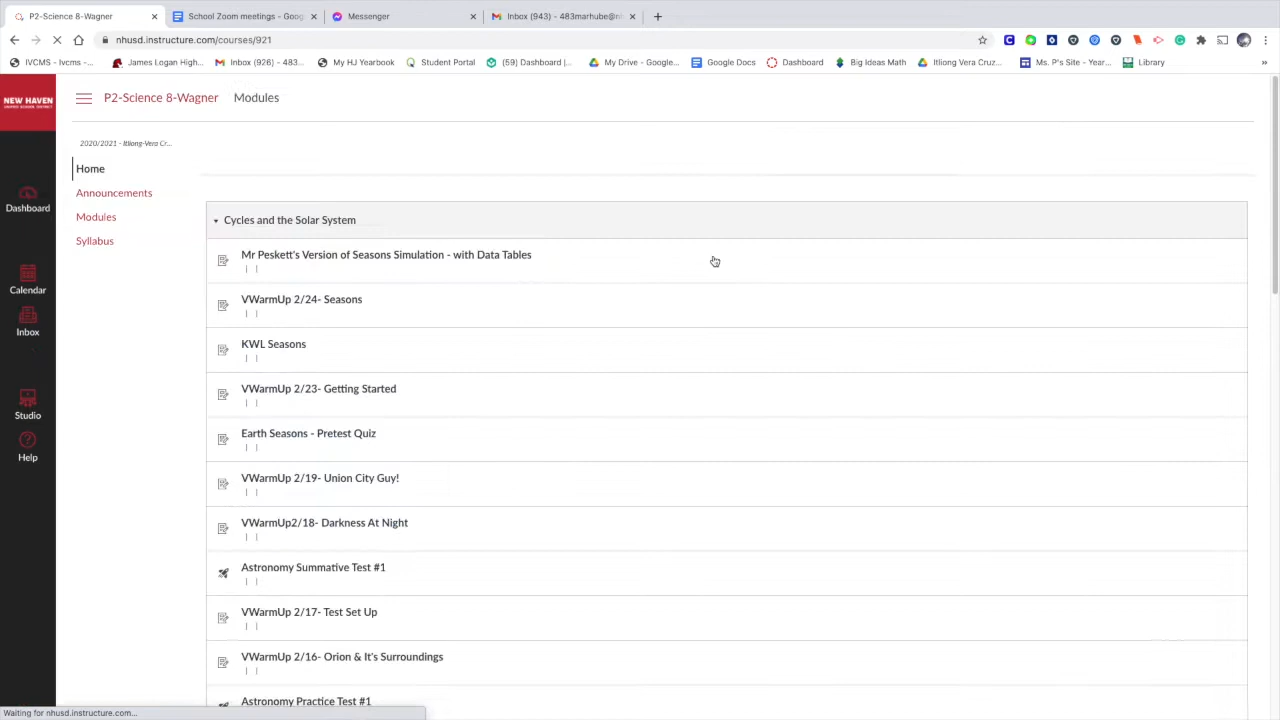 P2-Science 8-Wagner
School Zoom meetings - Goog
Messenger
Inbox (943) - 483marhube@nh
nhusd.instructure.com/courses/921
IVCMS - Ivcms -...
James Logan High...
Inbox (926) - 483...
My HJ Yearbook
Student Portal
(59) Dashboard |...
My Drive - Google...
Google Docs
Dashboard
Big Ideas Math
Itliong Vera Cruz...
Ms. P's Site - Year...
Library
»
NEW HAVEN
UNIFIED SCHOOL DISTRICT
P2-Science 8-Wagner
Modules
2020/2021 - Itliong-Vera Cr...
Home
Announcements
Modules
Syllabus
Dashboard
Calendar
Inbox
Studio
Help
Cycles and the Solar System
Mr Peskett's Version of Seasons Simulation - with Data Tables
VWarmUp 2/24- Seasons
KWL Seasons
VWarmUp 2/23- Getting Started
Earth Seasons - Pretest Quiz
VWarmUp 2/19- Union City Guy!
VWarmUp2/18- Darkness At Night
Astronomy Summative Test #1
VWarmUp 2/17- Test Set Up
VWarmUp 2/16- Orion & It's Surroundings
Astronomy Practice Test #1
Waiting for nhusd.instructure.com...